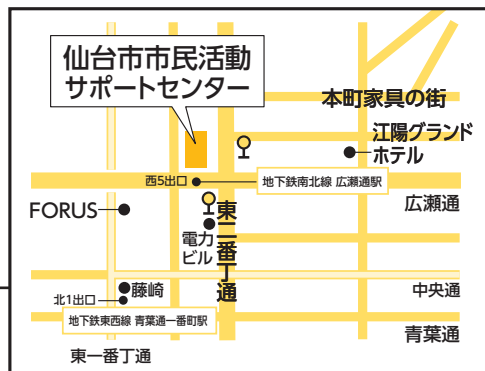 仙台市市民活動
サポートセンター
本町家具の街
江陽グランド
ホテル
西5出口
地下鉄南北線 広瀬通駅
広瀬通
FORUS
東二番丁通
電力
ビル
藤崎
中央通
北1出口
地下鉄東西線 青葉通一番町駅
青葉通
東一番丁通